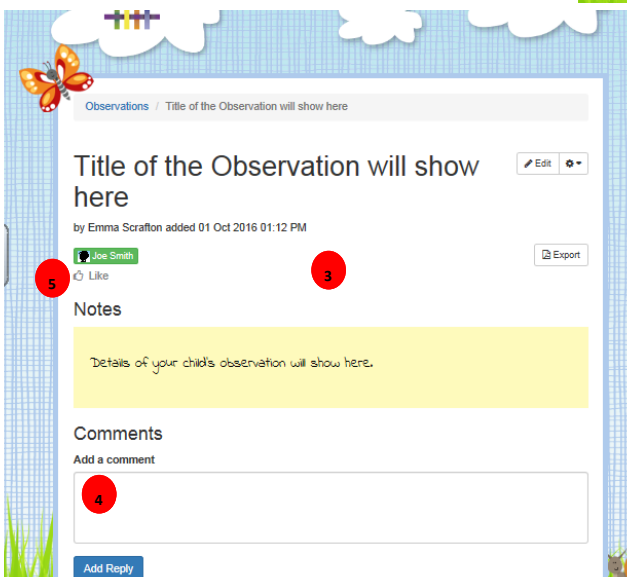 Observations / Title of the Observation will show here
Title of the Observation will show
here
Edit
by Emma Scrafton added 01 Oct 2016 01:12 PM
Joe Smith
Export
5
Like
3
Notes
Details of your child's observation will show here.
Comments
Add a comment
4
Add Reply